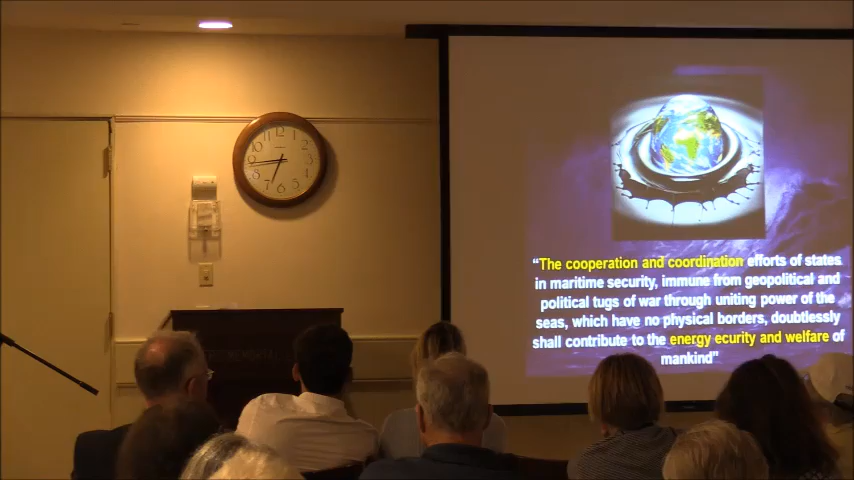 12
"The cooperation and coordination efforts of states
in maritime security, immune from geopolitical and
political tugs of war through uniting power of the
seas, which have no physical borders, doubtlessly
shall contribute to the energy ecurity and welfare of
mankind"